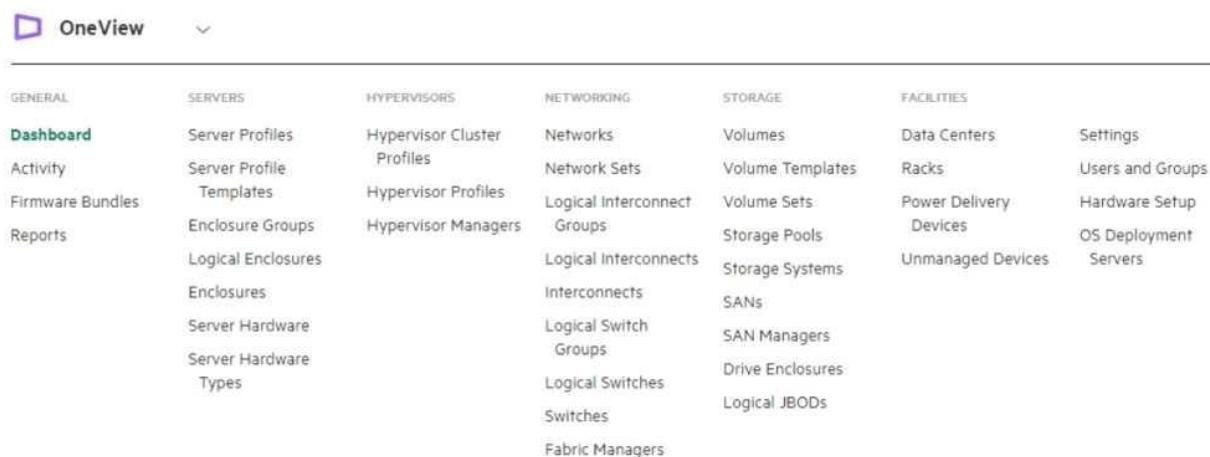 OneView
GENERAL
Dashboard
Activity
Firmware Bundles
Reports
SERVERS
Server Profiles
Server Profile
Templates
Enclosure Groups
Logical Enclosures
Enclosures
Server Hardware
Server Hardware
Types
HYPERVISORS
Hypervisor Cluster
Profiles
Hypervisor Profiles
Hypervisor Managers
NETWORKING
Networks
Network Sets
Logical Interconnect
Groups
Logical Interconnects
Interconnects
Logical Switch
Groups
Logical Switches
Switches
Fabric Managers
STORAGE
Volumes
Volume Templates
Volume Sets
Storage Pools
Storage Systems
SANs
SAN Managers
Drive Enclosures
Logical JBODs
FACILITIES
Data Centers
Racks
Power Delivery
Devices
Unmanaged Devices
Settings
Users and Groups
Hardware Setup
OS Deployment
Servers